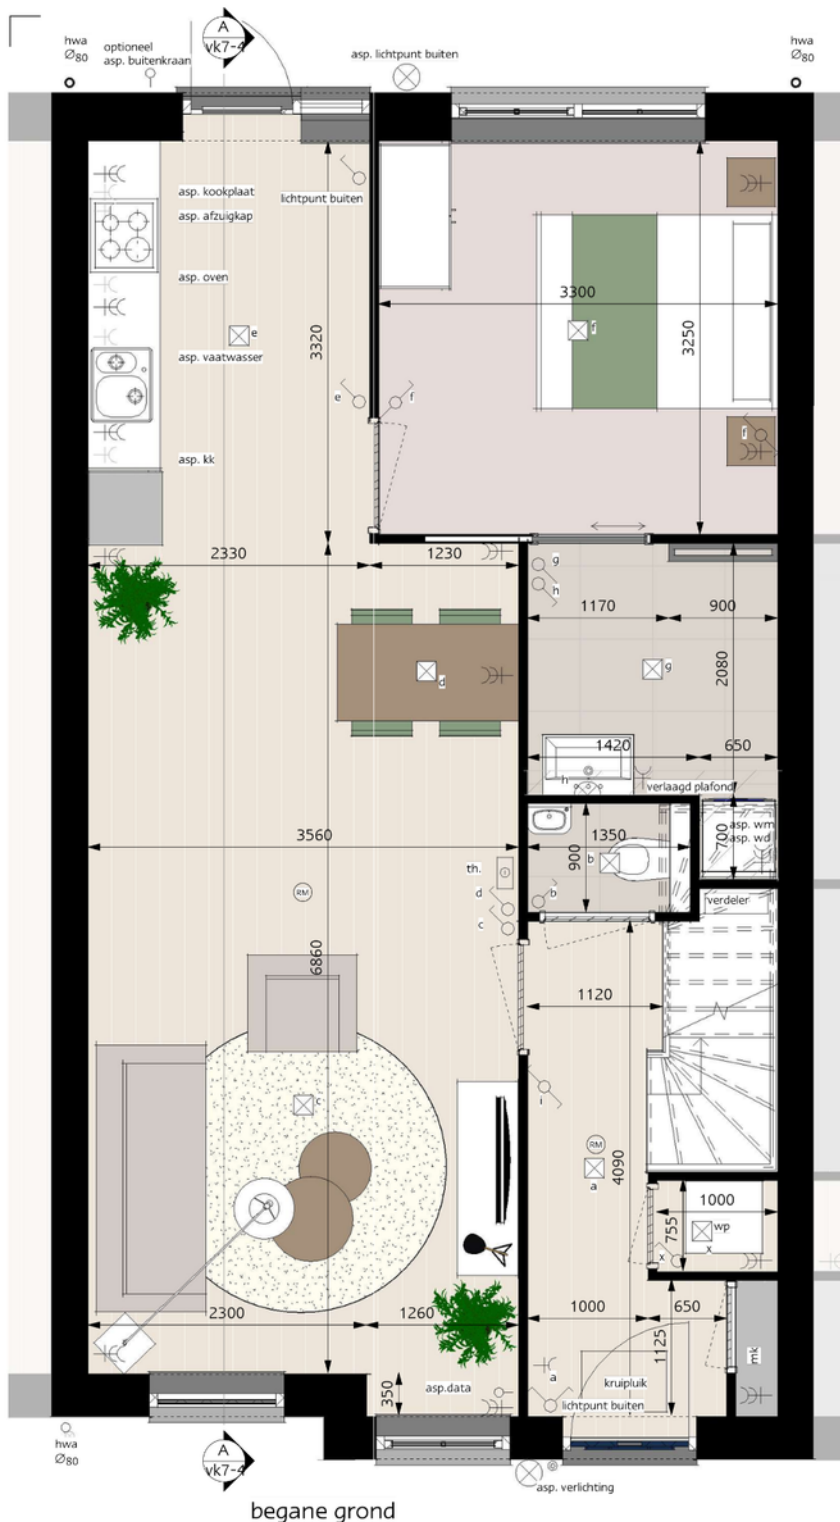 A
vk7-4
hwa
Ø80
optioneel
asp. buitenkraan
asp. lichtpunt buiten
hwa
Ø80
asp. kookplaat
asp. afzuigkap
lichtpunt buiten
asp. oven
3300
e
f
3320
3250
asp. vaatwasser
e
f
f
asp. kk
2330
1230
g
h
1170
900
g
2080
d
1420
650
h
verlaagd plafond
3560
1350
asp. wm
asp. wd
700
900
b
th.
d
b
verdeler
c
RM
6860
1120
c
i
RM
4090
a
1000
wp
755
x
x
2300
1260
1000
650
1125
mk
350
asp.data
a
kruipluik
lichtpunt buiten
hwa
Ø80
A
vk7-4
asp. verlichting
begane grond